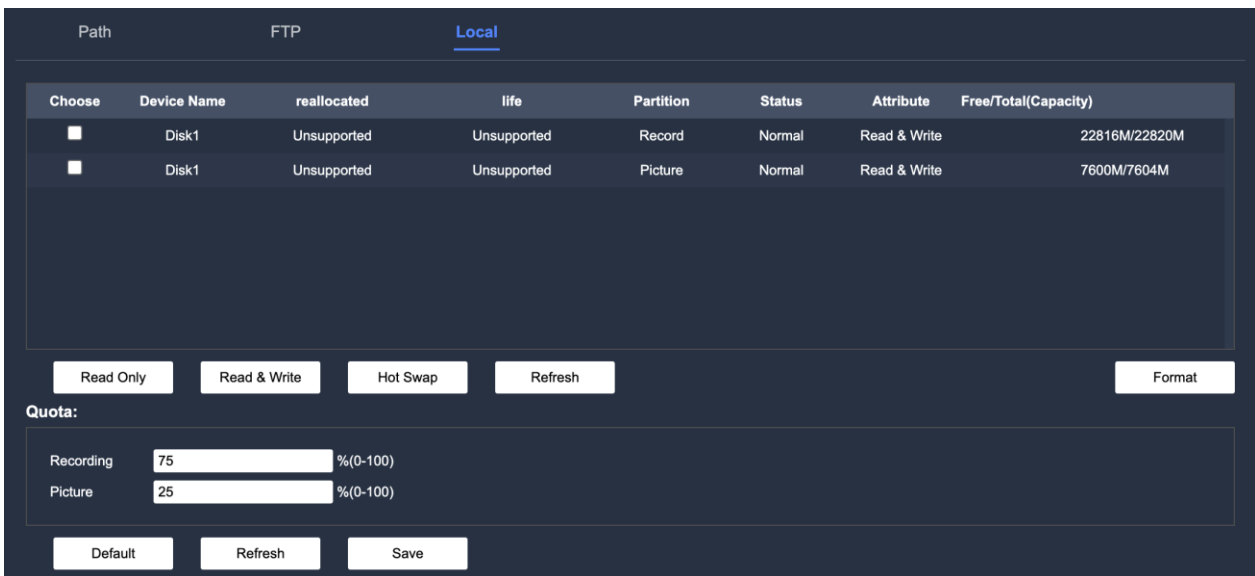 Path FTP Local
Choose Device Name reallocated life Partition Status Attribute Free/Total(Capacity)
Disk1 Unsupported Unsupported Record Normal Read & Write 22816M/22820M
Disk1 Unsupported Unsupported Picture Normal Read & Write 7600M/7604M
Read Only Read & Write Hot Swap Refresh Format
Quota:
Recording 75 %(0-100)
Picture 25 %(0-100)
Default Refresh Save